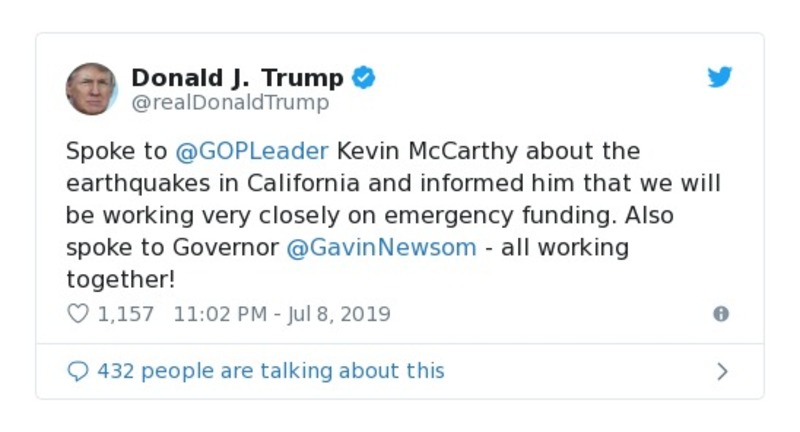 Donald J. Trump
@realDonaldTrump
Spoke to @GOPLeader Kevin McCarthy about the
earthquakes in California and informed him that we will
be working very closely on emergency funding. Also
spoke to Governor @GavinNewsom - all working
together!
1,157 11:02 PM - Jul 8, 2019
432 people are talking about this